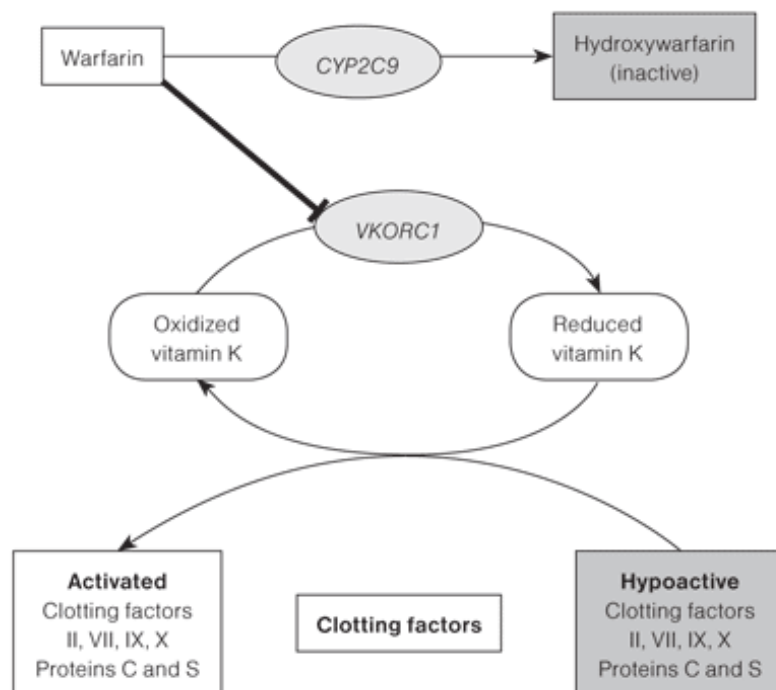 Warfarin
CYP2C9
Hydroxywarfarin
(inactive)
VKORC1
Oxidized
vitamin K
Reduced
vitamin K
Activated
Clotting factors
II, VII, IX, X
Proteins C and S
Clotting factors
Hypoactive
Clotting factors
II, VII, IX, X
Proteins C and S